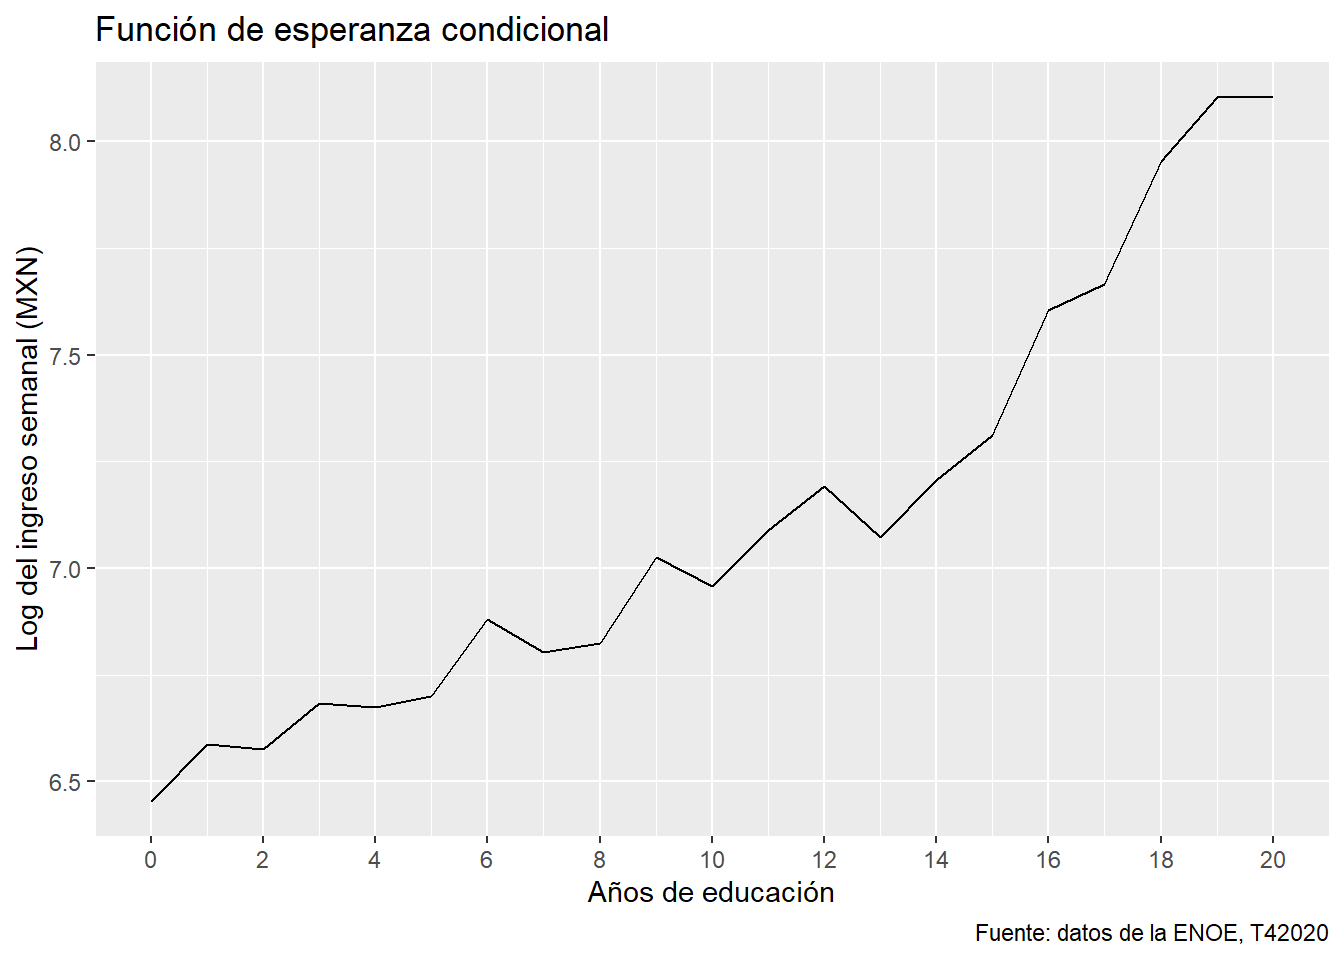 Función de esperanza condicional
Log del ingreso semanal (MXN)
8.0
7.5
7.0
6.5
0 2 4 6 8 10 12 14 16 18 20
Años de educación
Fuente: datos de la ENOE, T42020